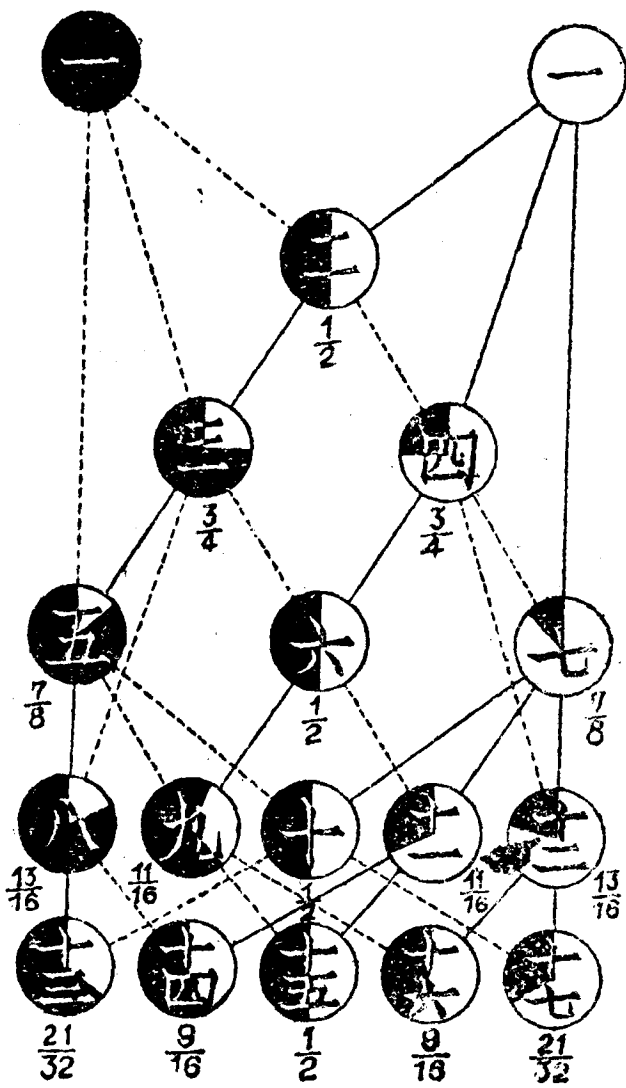 一 一
二
1/2
三 四
3/4 3/4
五 六 七
7/8 1/2 7/8
八 九 十 十一 十二
13/16 11/16 1/2 11/16 13/16
十三 十四 十五 十六 十七
21/32 9/16 1/2 9/16 21/32